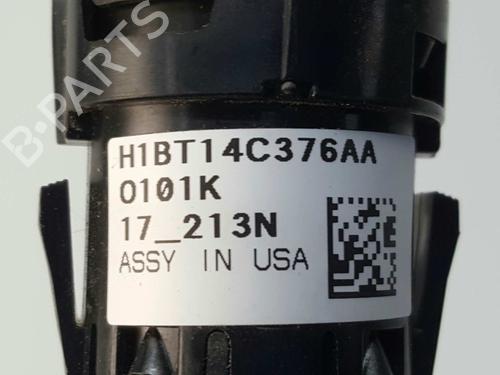 B-PARTS
H1BT14C376AA
0101K
17_213N
ASSY IN USA